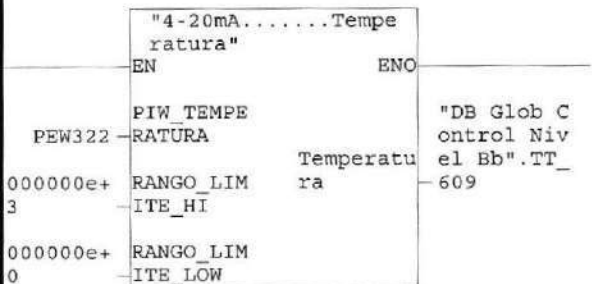 "4-20mA.......Tempe
ratura"
EN ENO
PIW_TEMPE
PEW322 RATURA
"DB Glob C
ontrol Niv
el Bb".TT_
609
Temperatu
ra
000000e+
3
RANGO_LIM
ITE_HI
000000e+
0
RANGO_LIM
ITE_LOW